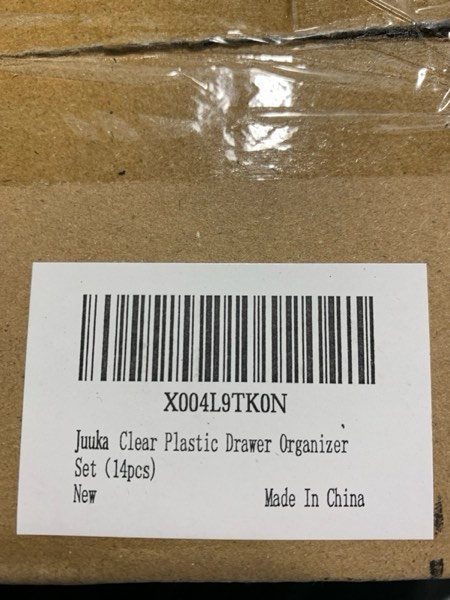 X004L9TK0N
Juuka Clear Plastic Drawer Organizer
Set (14pcs)
New
Made In China